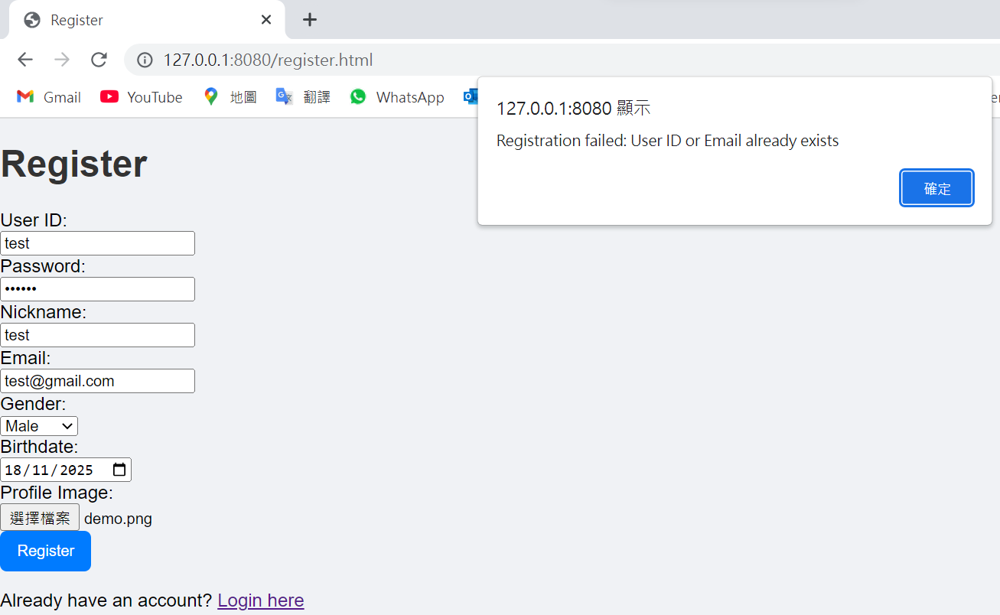 Register
127.0.0.1:8080/register.html
Gmail YouTube 地圖 翻譯 WhatsApp
127.0.0.1:8080 顯示
Registration failed: User ID or Email already exists
確定
Register
User ID:
test
Password:
••••••
Nickname:
test
Email:
test@gmail.com
Gender:
Male
Birthdate:
18/11/2025
Profile Image:
選擇檔案 demo.png
Register
Already have an account? Login here